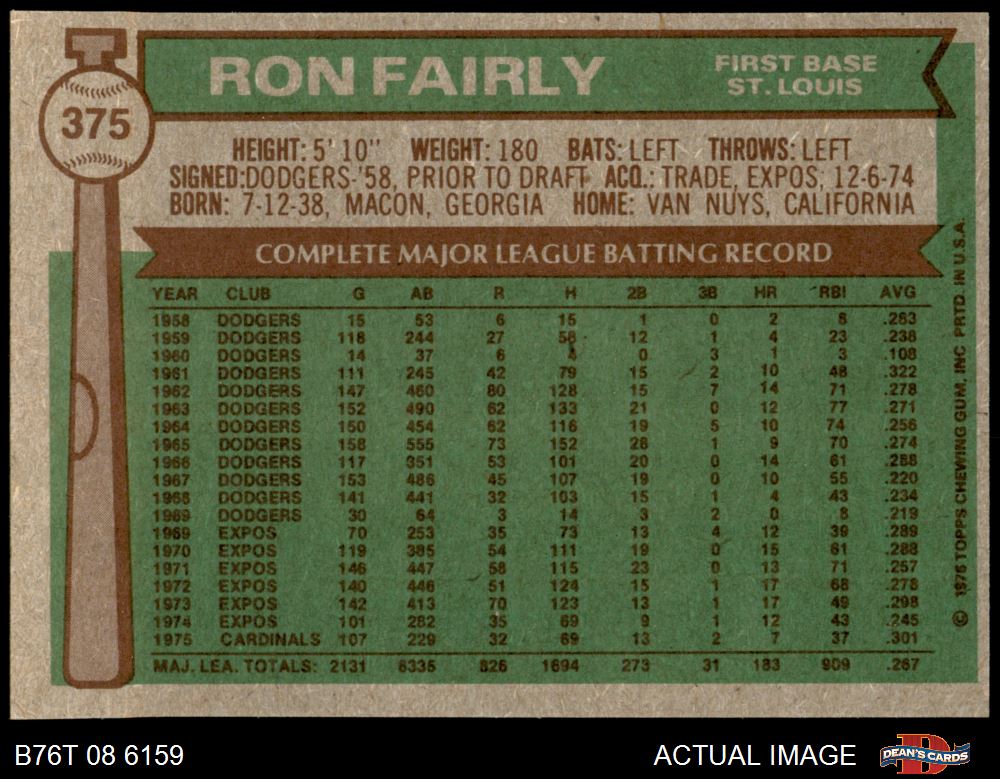 RON FAIRLY
FIRST BASE
ST. LOUIS
375
HEIGHT: 5' 10" WEIGHT: 180 BATS: LEFT THROWS: LEFT
SIGNED: DODGERS-'58, PRIOR TO DRAFT ACQ.: TRADE, EXPOS, 12-6-74
BORN: 7-12-38, MACON, GEORGIA HOME: VAN NUYS, CALIFORNIA
COMPLETE MAJOR LEAGUE BATTING RECORD
YEAR CLUB G AB R H 2B 3B HR RBI AVG
1958 DODGERS 15 53 6 15 1 0 2 8 .283
1959 DODGERS 118 244 27 58 12 1 4 23 .238
1960 DODGERS 14 37 6 4 0 3 1 3 .108
1961 DODGERS 111 245 42 79 15 2 10 48 .322
1962 DODGERS 147 460 80 128 15 7 14 71 .278
1963 DODGERS 152 490 62 133 21 0 12 77 .271
1964 DODGERS 150 454 62 116 19 5 10 74 .256
1965 DODGERS 158 555 73 152 28 1 9 70 .274
1966 DODGERS 117 351 53 101 20 0 14 61 .288
1967 DODGERS 153 486 45 107 19 0 10 55 .220
1968 DODGERS 141 441 32 103 15 1 4 43 .234
1969 DODGERS 30 64 3 14 3 2 0 8 .219
1969 EXPOS 70 253 35 73 13 4 12 39 .289
1970 EXPOS 119 385 54 111 19 0 15 61 .288
1971 EXPOS 146 447 58 115 23 0 13 71 .257
1972 EXPOS 140 446 51 124 15 1 17 68 .278
1973 EXPOS 142 413 70 123 13 1 17 49 .298
1974 EXPOS 101 282 35 69 9 1 12 43 .245
1975 CARDINALS 107 229 32 69 13 2 7 37 .301
MAJ. LEA. TOTALS: 2131 6335 826 1694 273 31 183 909 .267
© 1976 TOPPS CHEWING GUM, INC PRTD. IN U.S.A.
B76T 08 6159
ACTUAL IMAGE
DEAN'S CARDS